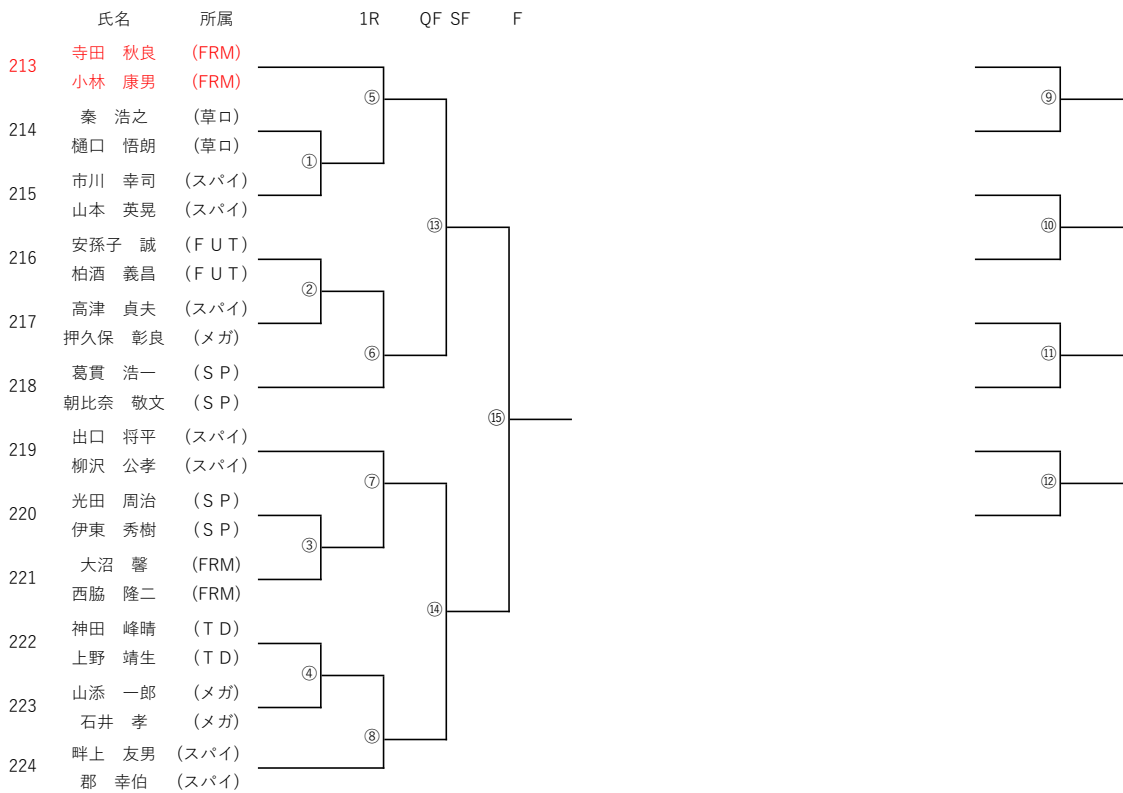 氏名 所属 1R QF SF F
寺田 秋良 (FRM)
213
小林 康男 (FRM)
⑤ ⑨
秦 浩之 (草ロ)
214
樋口 悟朗 (草ロ)
①
市川 幸司 (スパイ)
215
山本 英晃 (スパイ)
⑬ ⑩
安孫子 誠 (ＦＵＴ)
216
柏酒 義昌 (ＦＵＴ)
②
高津 貞夫 (スパイ)
217
押久保 彰良 (メガ)
⑥ ⑪
葛貫 浩一 (ＳＰ)
218
朝比奈 敬文 (ＳＰ)
⑮
出口 将平 (スパイ)
219
柳沢 公孝 (スパイ)
⑦ ⑫
光田 周治 (ＳＰ)
220
伊東 秀樹 (ＳＰ)
③
大沼 馨 (FRM)
221
西脇 隆二 (FRM)
⑭
神田 峰晴 (ＴＤ)
222
上野 靖生 (ＴＤ)
④
山添 一郎 (メガ)
223
石井 孝 (メガ)
⑧
畔上 友男 (スパイ)
224
郡 幸伯 (スパイ)